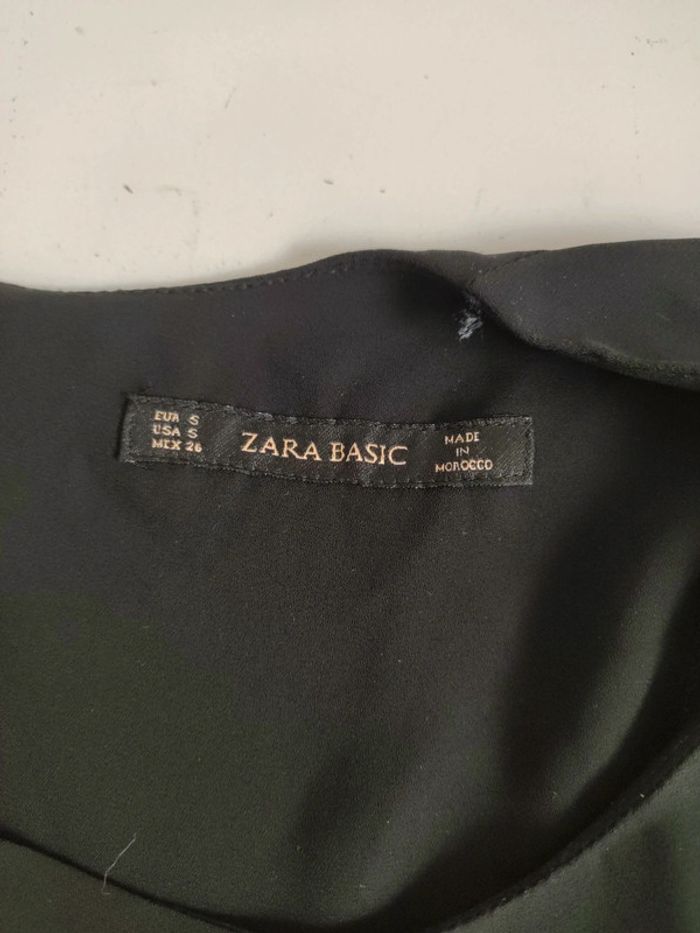 EUR S
USA S
MEX 26
ZARA BASIC
MADE
IN
MOROCCO